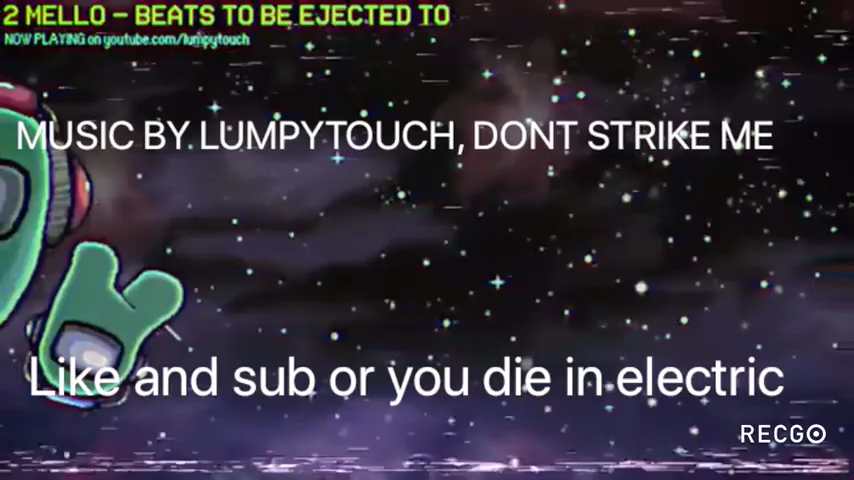 2 MELLO – BEATS TO BE EJECTED TO
NOW PLAYING on youtube.com/lumpytouch
MUSIC BY LUMPYTOUCH, DONT STRIKE ME
Like and sub or you die in electric
RECGO